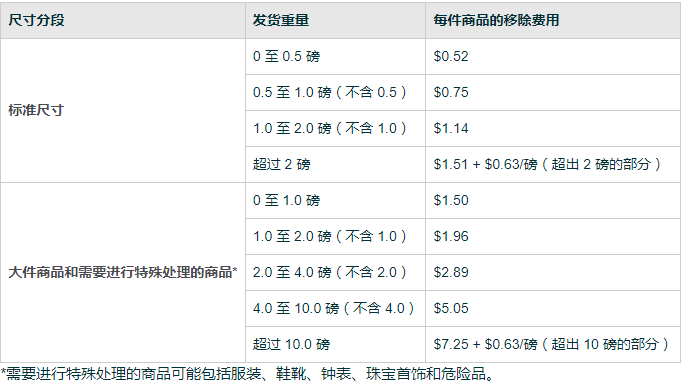 尺寸分段 发货重量 每件商品的移除费用
标准尺寸 0 至 0.5 磅 $0.52
0.5 至 1.0 磅（不含 0.5） $0.75
1.0 至 2.0 磅（不含 1.0） $1.14
超过 2 磅 $1.51 + $0.63/磅（超出 2 磅的部分）
大件商品和需要进行特殊处理的商品* 0 至 1.0 磅 $1.50
1.0 至 2.0 磅（不含 1.0） $1.96
2.0 至 4.0 磅（不含 2.0） $2.89
4.0 至 10.0 磅（不含 4.0） $5.05
超过 10.0 磅 $7.25 + $0.63/磅（超出 10 磅的部分）
*需要进行特殊处理的商品可能包括服装、鞋靴、钟表、珠宝首饰和危险品。